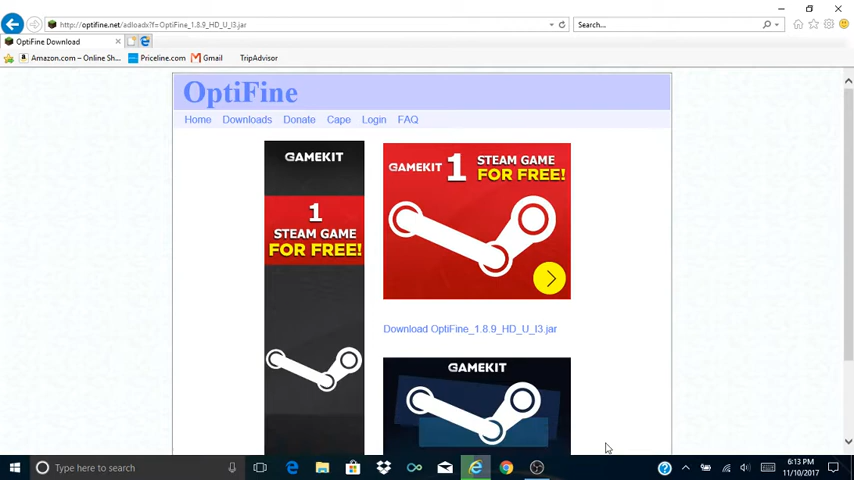 http://optifine.net/adloadx?f=OptiFine_1.8.9_HD_U_I3.jar
Search...
OptiFine Download
Amazon.com – Online Sh...
Priceline.com
Gmail
TripAdvisor
OptiFine
Home Downloads Donate Cape Login FAQ
GAMEKIT
1
STEAM GAME
FOR FREE!
GAMEKIT 1 STEAM GAME
FOR FREE!
Download OptiFine_1.8.9_HD_U_I3.jar
GAMEKIT
Type here to search
6:13 PM
11/10/2017